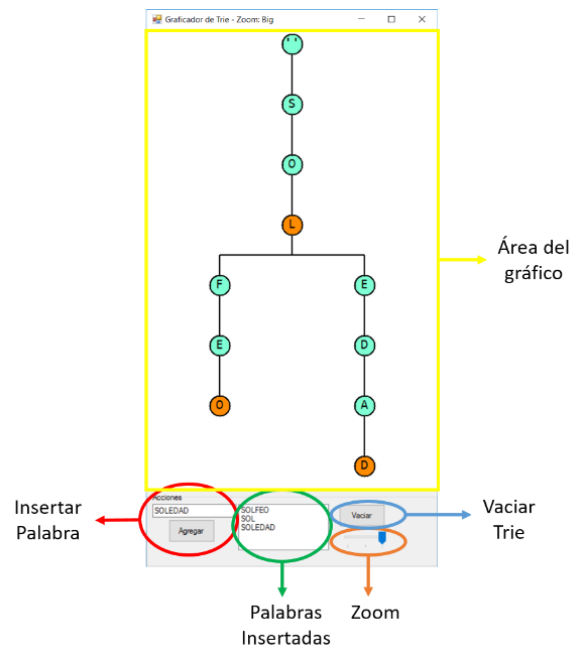 Graficador de Trie - Zoom: Big
' '
S
O
L
F
E
E
D
O
A
D
Área del
gráfico
Acciones
SOLEDAD
Agregar
SOLFEO
SOL
SOLEDAD
Vaciar
Insertar
Palabra
Vaciar
Trie
Palabras
Insertadas
Zoom